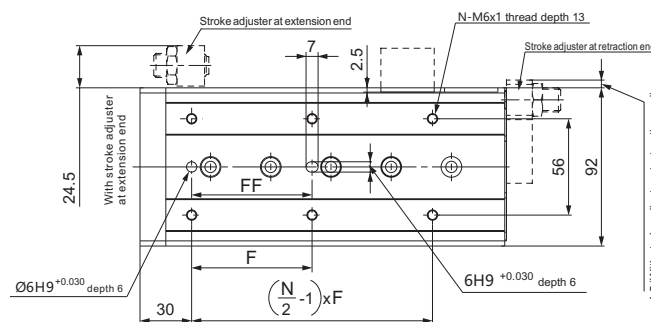 Stroke adjuster at extension end
N-M6x1 thread depth 13
7
2.5
Stroke adjuster at retraction end
24.5
With stroke adjuster
at extension end
FF
56
92
F
Ø6H9 +0.030 depth 6
6H9 +0.030 depth 6
30
(N/2 -1)xF